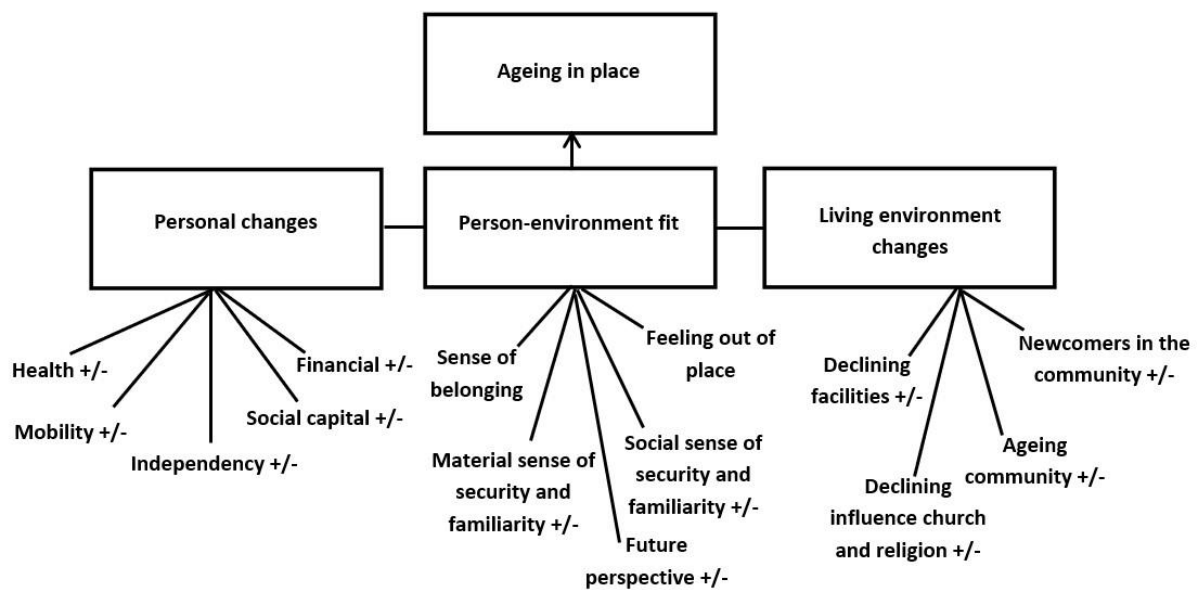 Ageing in place
Personal changes
Person-environment fit
Living environment
changes
Health +/-
Mobility +/-
Independency +/-
Social capital +/-
Financial +/-
Sense of
belonging
Material sense of
security and
familiarity +/-
Future
perspective +/-
Social sense of
security and
familiarity +/-
Feeling out of
place
Declining
facilities +/-
Declining
influence church
and religion +/-
Ageing
community +/-
Newcomers in the
community +/-